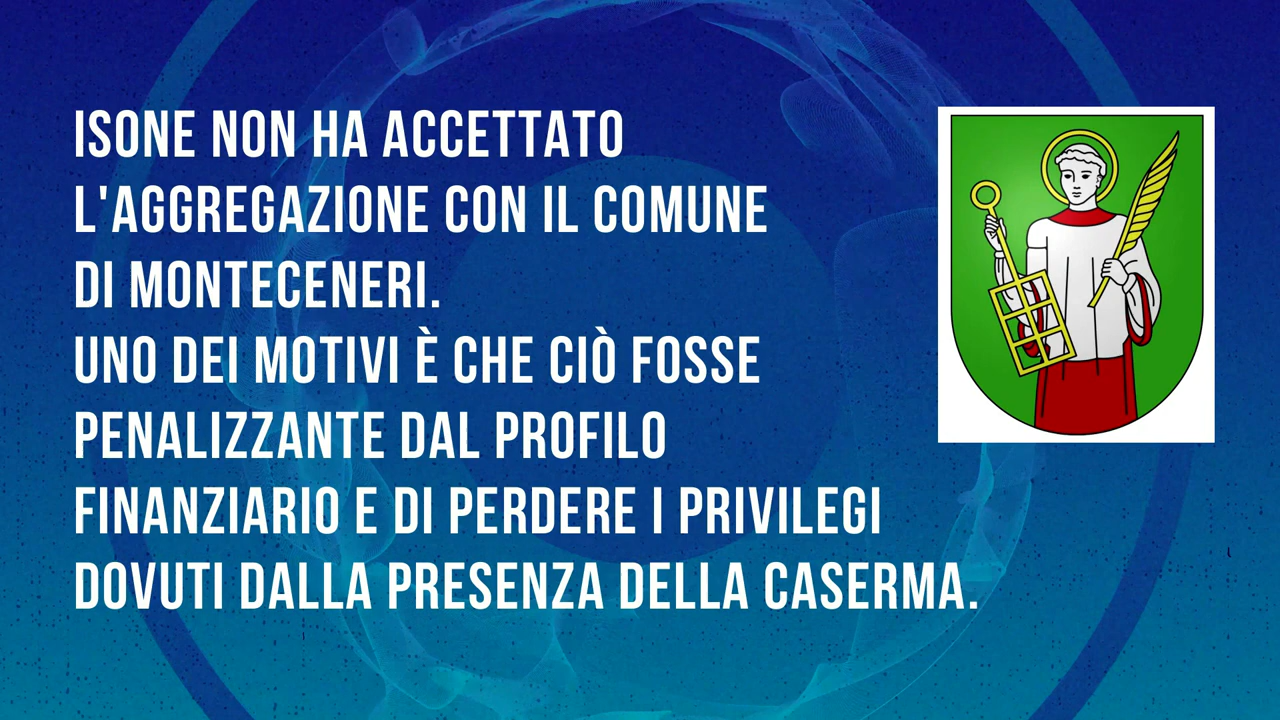 ISONE NON HA ACCETTATO
L'AGGREGAZIONE CON IL COMUNE
DI MONTECENERI.
UNO DEI MOTIVI È CHE CIÒ FOSSE
PENALIZZANTE DAL PROFILO
FINANZIARIO E DI PERDERE I PRIVILEGI
DOVUTI DALLA PRESENZA DELLA CASERMA.